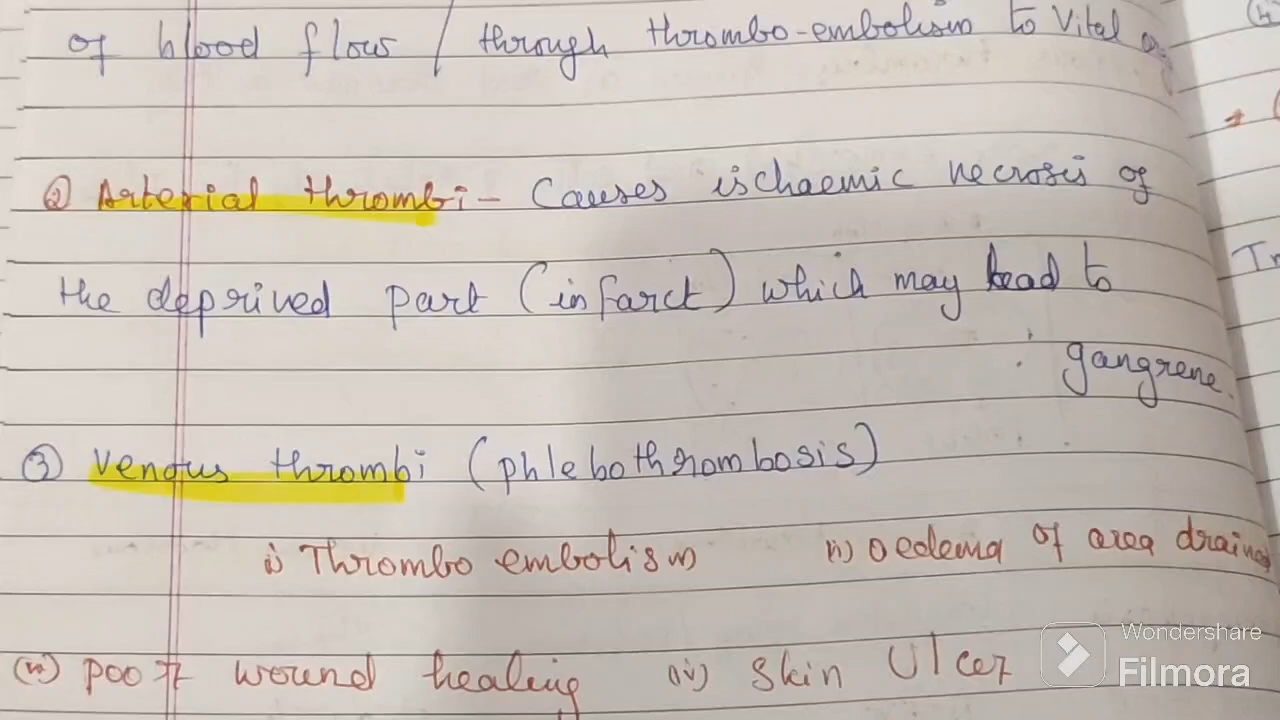 of blood flow / through thrombo-embolism to Vital
② Arterial thrombi - Causes ischaemic necrosis of
the deprived part (infarct) which may lead to
gangrene.
③ Venous thrombi (phlebothrombosis)
i) Thrombo embolism ii) oedema of area drained
(iii) poor wound healing (iv) Skin Ulcer
Wondershare
Filmora